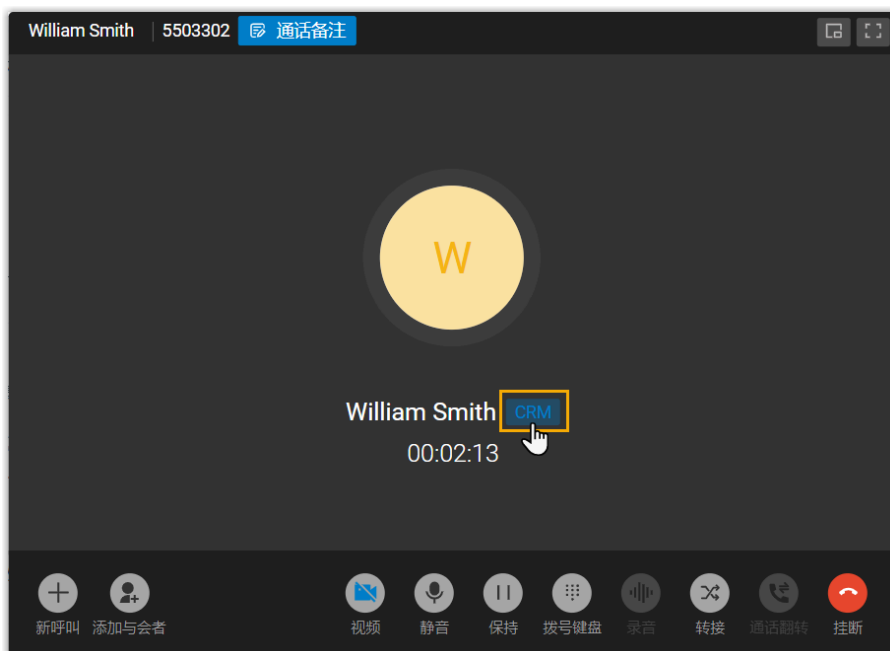 William Smith 5503302 通话备注
W
William Smith CRM
00:02:13
新呼叫 添加与会者 视频 静音 保持 拨号键盘 录音 转接 通话翻转 挂断